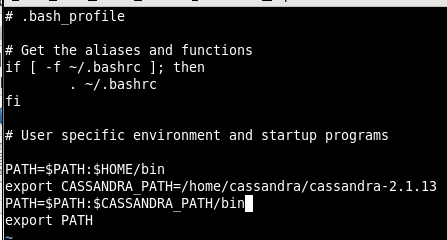 # .bash_profile
# Get the aliases and functions
if [ -f ~/.bashrc ]; then
        . ~/.bashrc
fi
# User specific environment and startup programs
PATH=$PATH:$HOME/bin
export CASSANDRA_PATH=/home/cassandra/cassandra-2.1.13
PATH=$PATH:$CASSANDRA_PATH/bin
export PATH
~